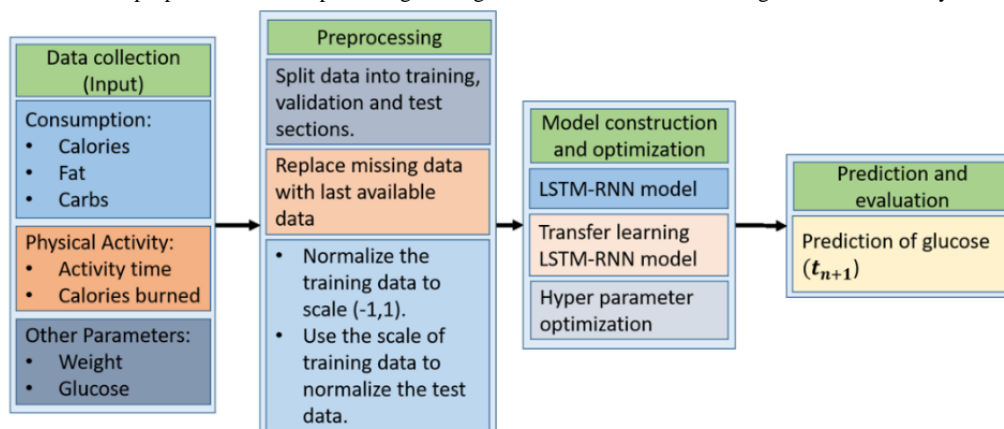 Data collection
(Input)
Consumption:
• Calories
• Fat
• Carbs
Physical Activity:
• Activity time
• Calories burned
Other Parameters:
• Weight
• Glucose
Preprocessing
Split data into training,
validation and test
sections.
Replace missing data
with last available
data
• Normalize the
training data to
scale (-1,1).
• Use the scale of
training data to
normalize the test
data.
Model construction
and optimization
LSTM-RNN model
Transfer learning
LSTM-RNN model
Hyper parameter
optimization
Prediction and
evaluation
Prediction of glucose
(tₙ₊₁)